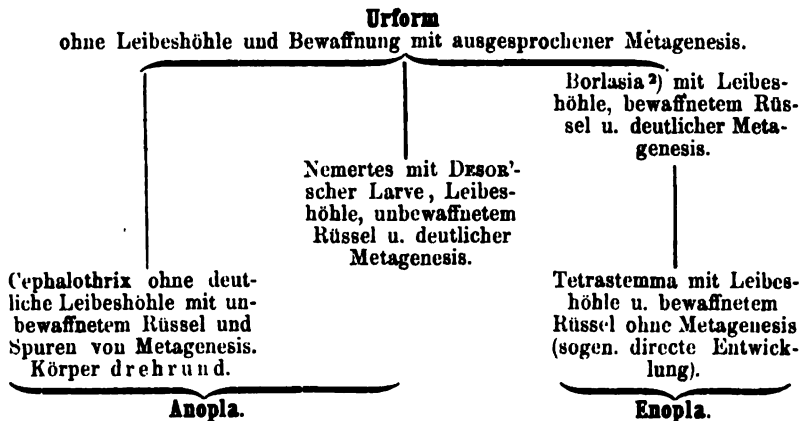 Urform
ohne Leibeshöhle und Bewaffnung mit ausgesprochener Metagenesis.
Borlasia²) mit Leibes-
höhle, bewaffnetem Rüs-
sel u. deutlicher Meta-
genesis.
Nemertes mit DESOR'-
scher Larve, Leibes-
höhle, unbewaffnetem
Rüssel u. deutlicher
Metagenesis.
Cephalothrix ohne deut-
liche Leibeshöhle mit un-
bewaffnetem Rüssel und
Spuren von Metagenesis.
Körper drehrund.
Tetrastemma mit Leibes-
höhle u. bewaffnetem
Rüssel ohne Metagenesis
(sogen. directe Entwick-
lung).
Anopla.
Enopla.